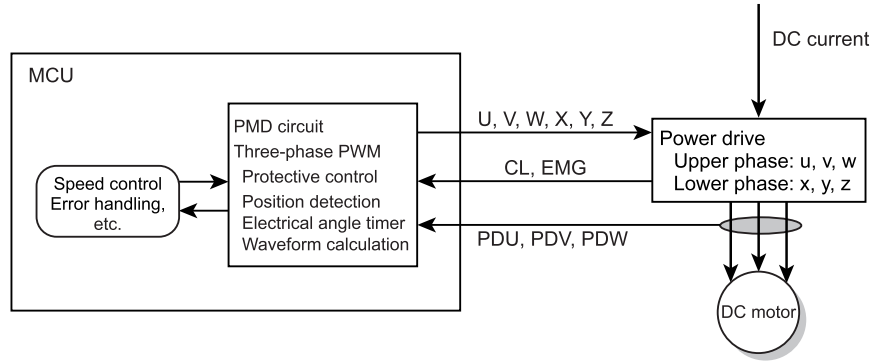 MCU
Speed control
Error handling,
etc.
PMD circuit
Three-phase PWM
Protective control
Position detection
Electrical angle timer
Waveform calculation
U, V, W, X, Y, Z
CL, EMG
PDU, PDV, PDW
DC current
Power drive
Upper phase: u, v, w
Lower phase: x, y, z
DC motor